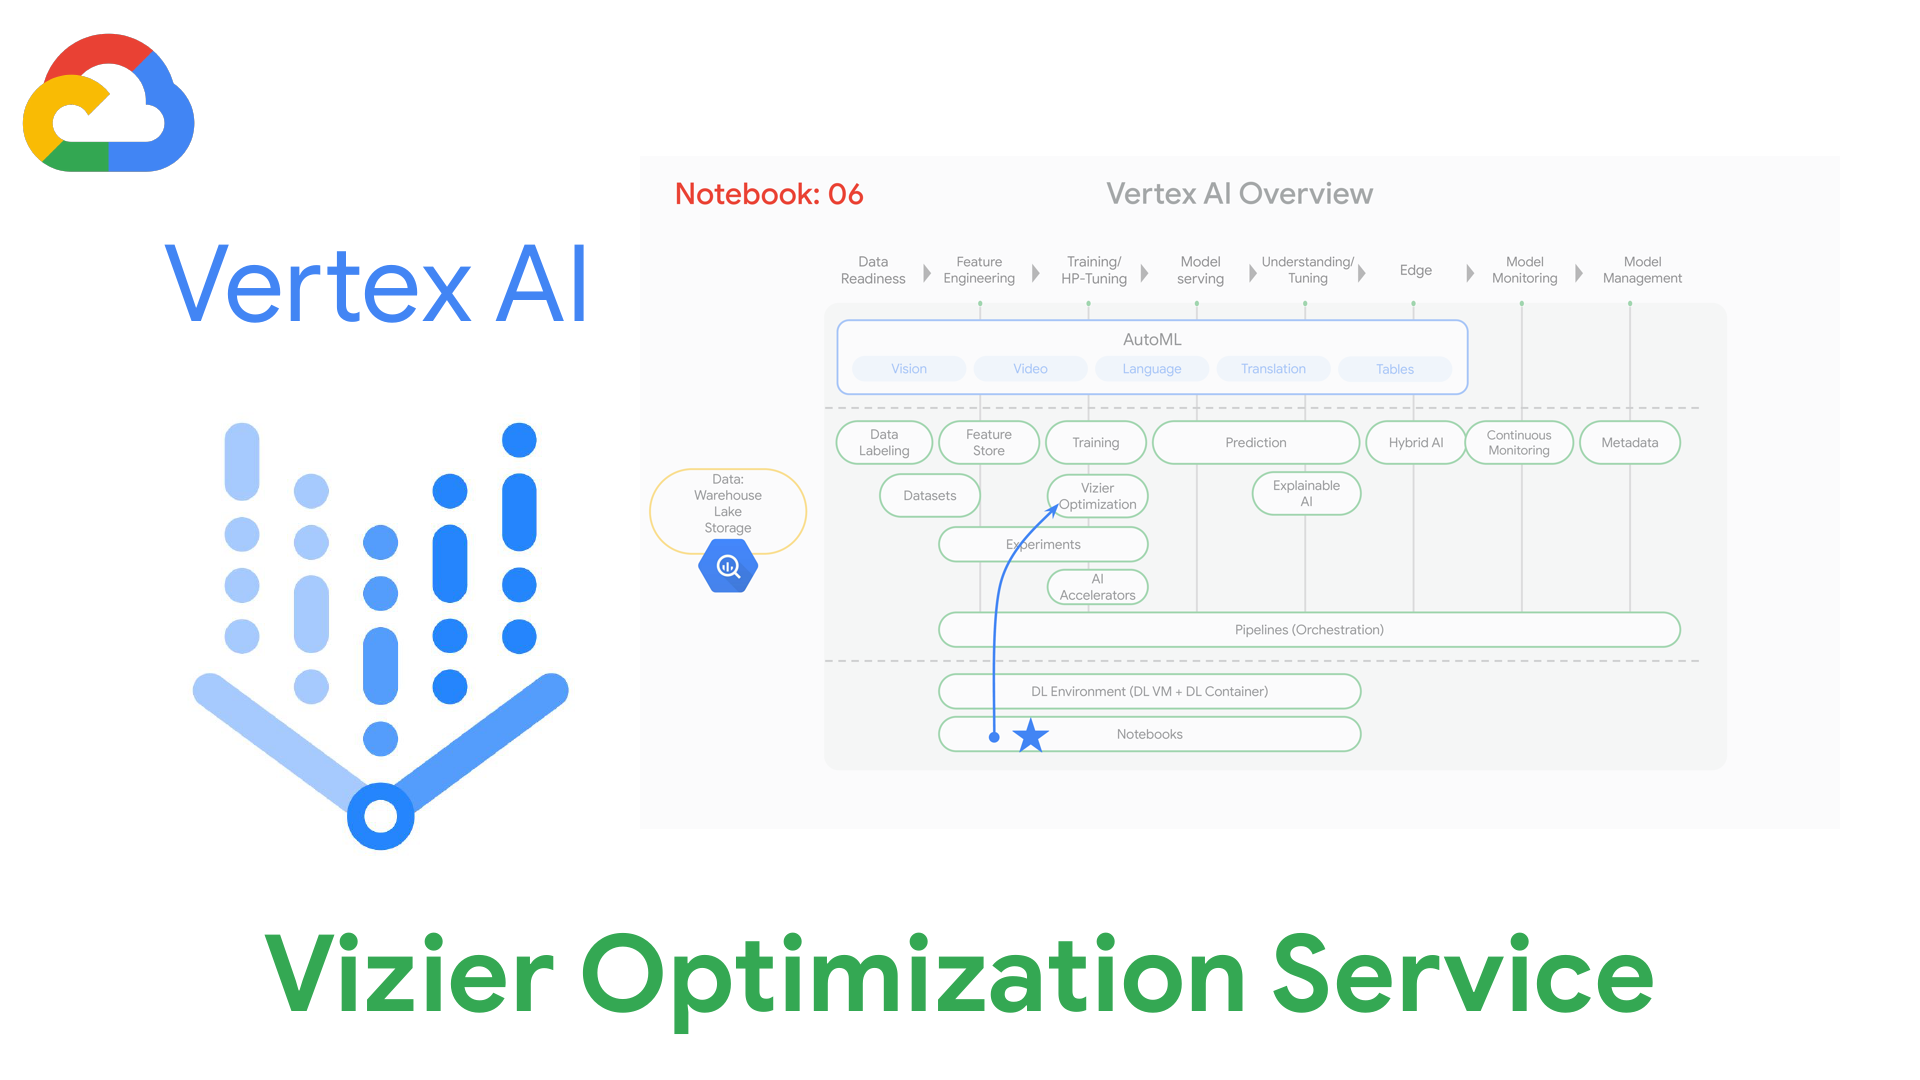 Notebook: 06
Vertex AI Overview
Vertex AI
Data
Readiness
Feature
Engineering
Training/
HP-Tuning
Model
serving
Understanding/
Tuning
Edge
Model
Monitoring
Model
Management
AutoML
Vision
Video
Language
Translation
Tables
Data
Labeling
Feature
Store
Training
Prediction
Hybrid AI
Continuous
Monitoring
Metadata
Data:
Warehouse
Lake
Storage
Datasets
Vizier
Optimization
Explainable
AI
Experiments
AI
Accelerators
Pipelines (Orchestration)
DL Environment (DL VM + DL Container)
Notebooks
Vizier Optimization Service